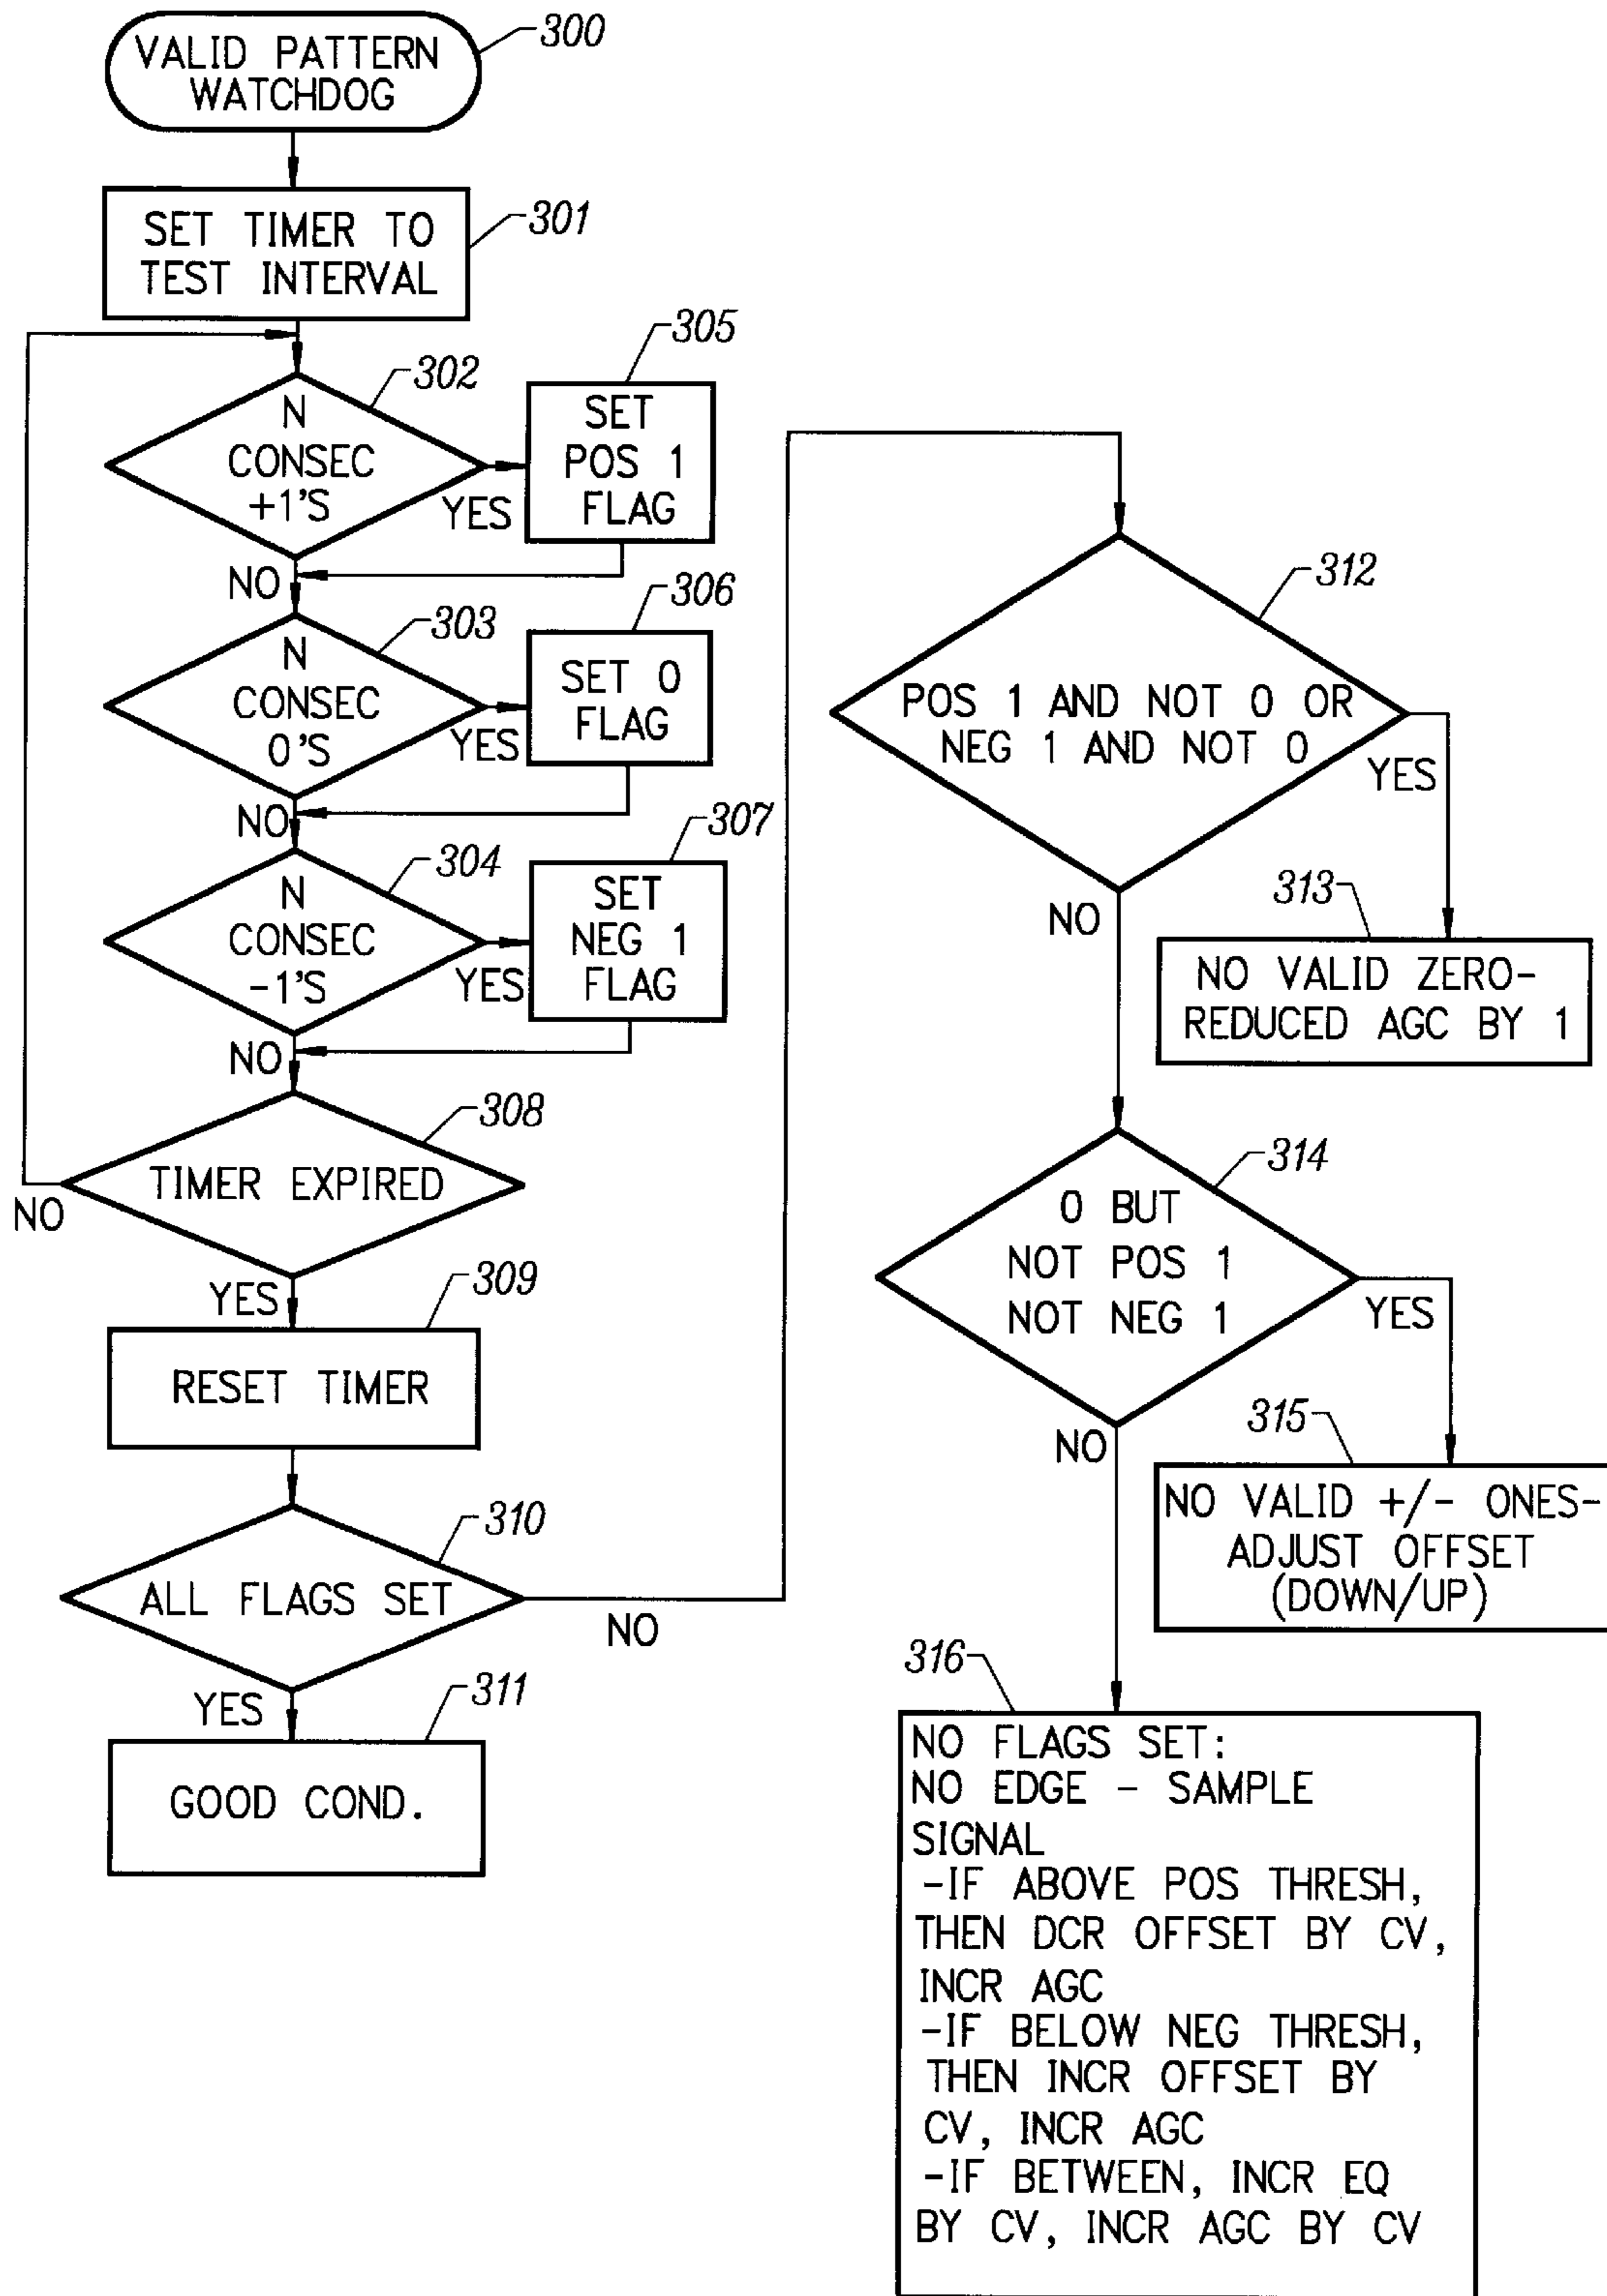 VALID PATTERN
WATCHDOG
300
SET TIMER TO
TEST INTERVAL
301
N
CONSEC
+1'S
302
YES
NO
SET
POS 1
FLAG
305
N
CONSEC
0'S
303
YES
NO
SET 0
FLAG
306
N
CONSEC
-1'S
304
YES
NO
SET
NEG 1
FLAG
307
TIMER EXPIRED
308
NO
YES
RESET TIMER
309
ALL FLAGS SET
310
NO
YES
GOOD COND.
311
POS 1 AND NOT 0 OR
NEG 1 AND NOT 0
312
YES
NO
313
NO VALID ZERO-
REDUCED AGC BY 1
0 BUT
NOT POS 1
NOT NEG 1
314
YES
NO
315
NO VALID +/- ONES-
ADJUST OFFSET
(DOWN/UP)
316
NO FLAGS SET:
NO EDGE - SAMPLE
SIGNAL
-IF ABOVE POS THRESH,
THEN DCR OFFSET BY CV,
INCR AGC
-IF BELOW NEG THRESH,
THEN INCR OFFSET BY
CV, INCR AGC
-IF BETWEEN, INCR EQ
BY CV, INCR AGC BY CV